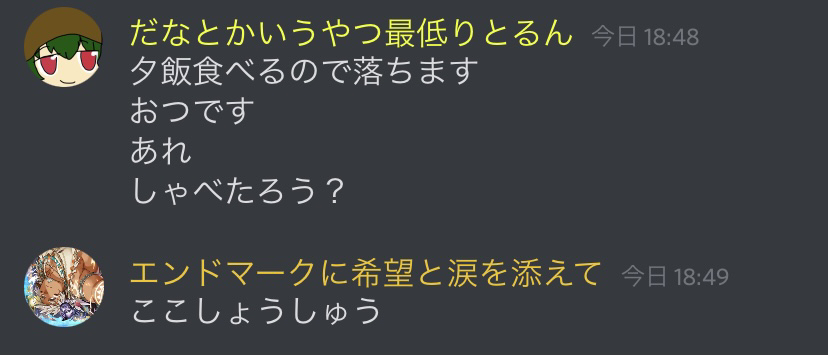 だなとかいうやつ最低りとるん 今日 18:48
夕飯食べるので落ちます
おつです
あれ
しゃべたろう？
エンドマークに希望と涙を添えて 今日 18:49
ここしょうしゅう